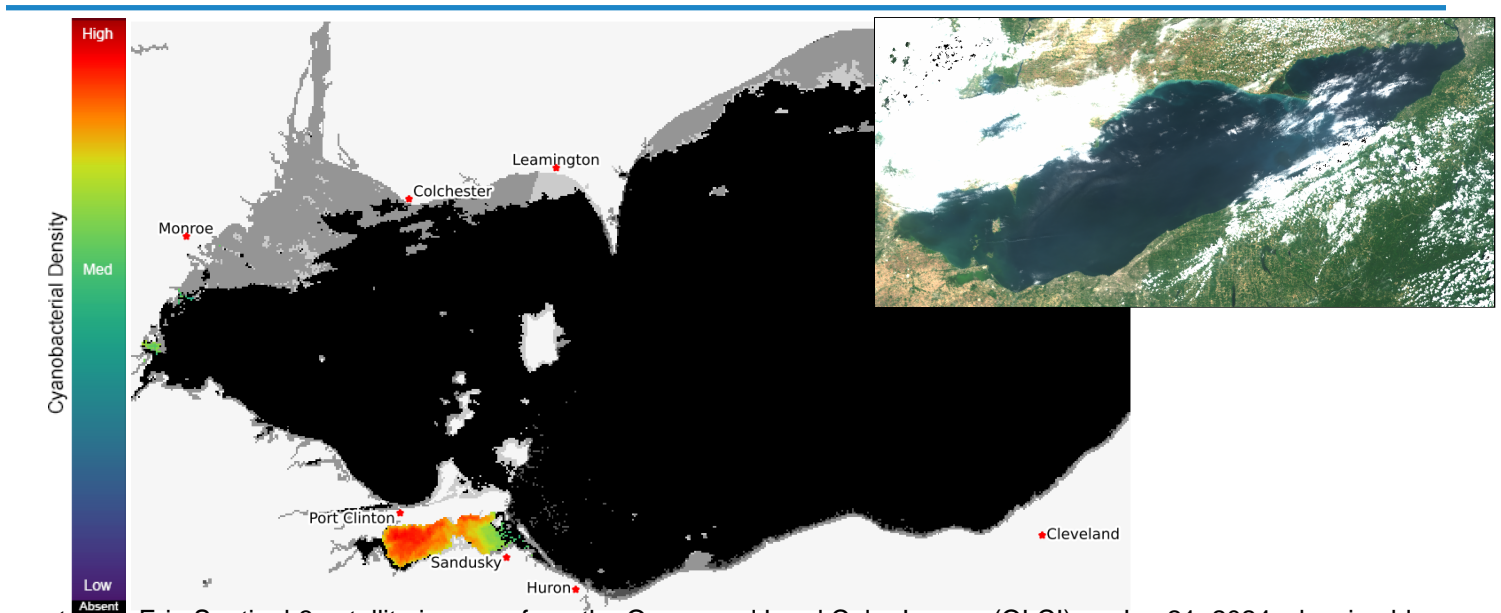 High
Leamington
Colchester
Monroe
Cyanobacterial Density
Med
Port Clinton
Cleveland
Sandusky
Low
Huron
Absent